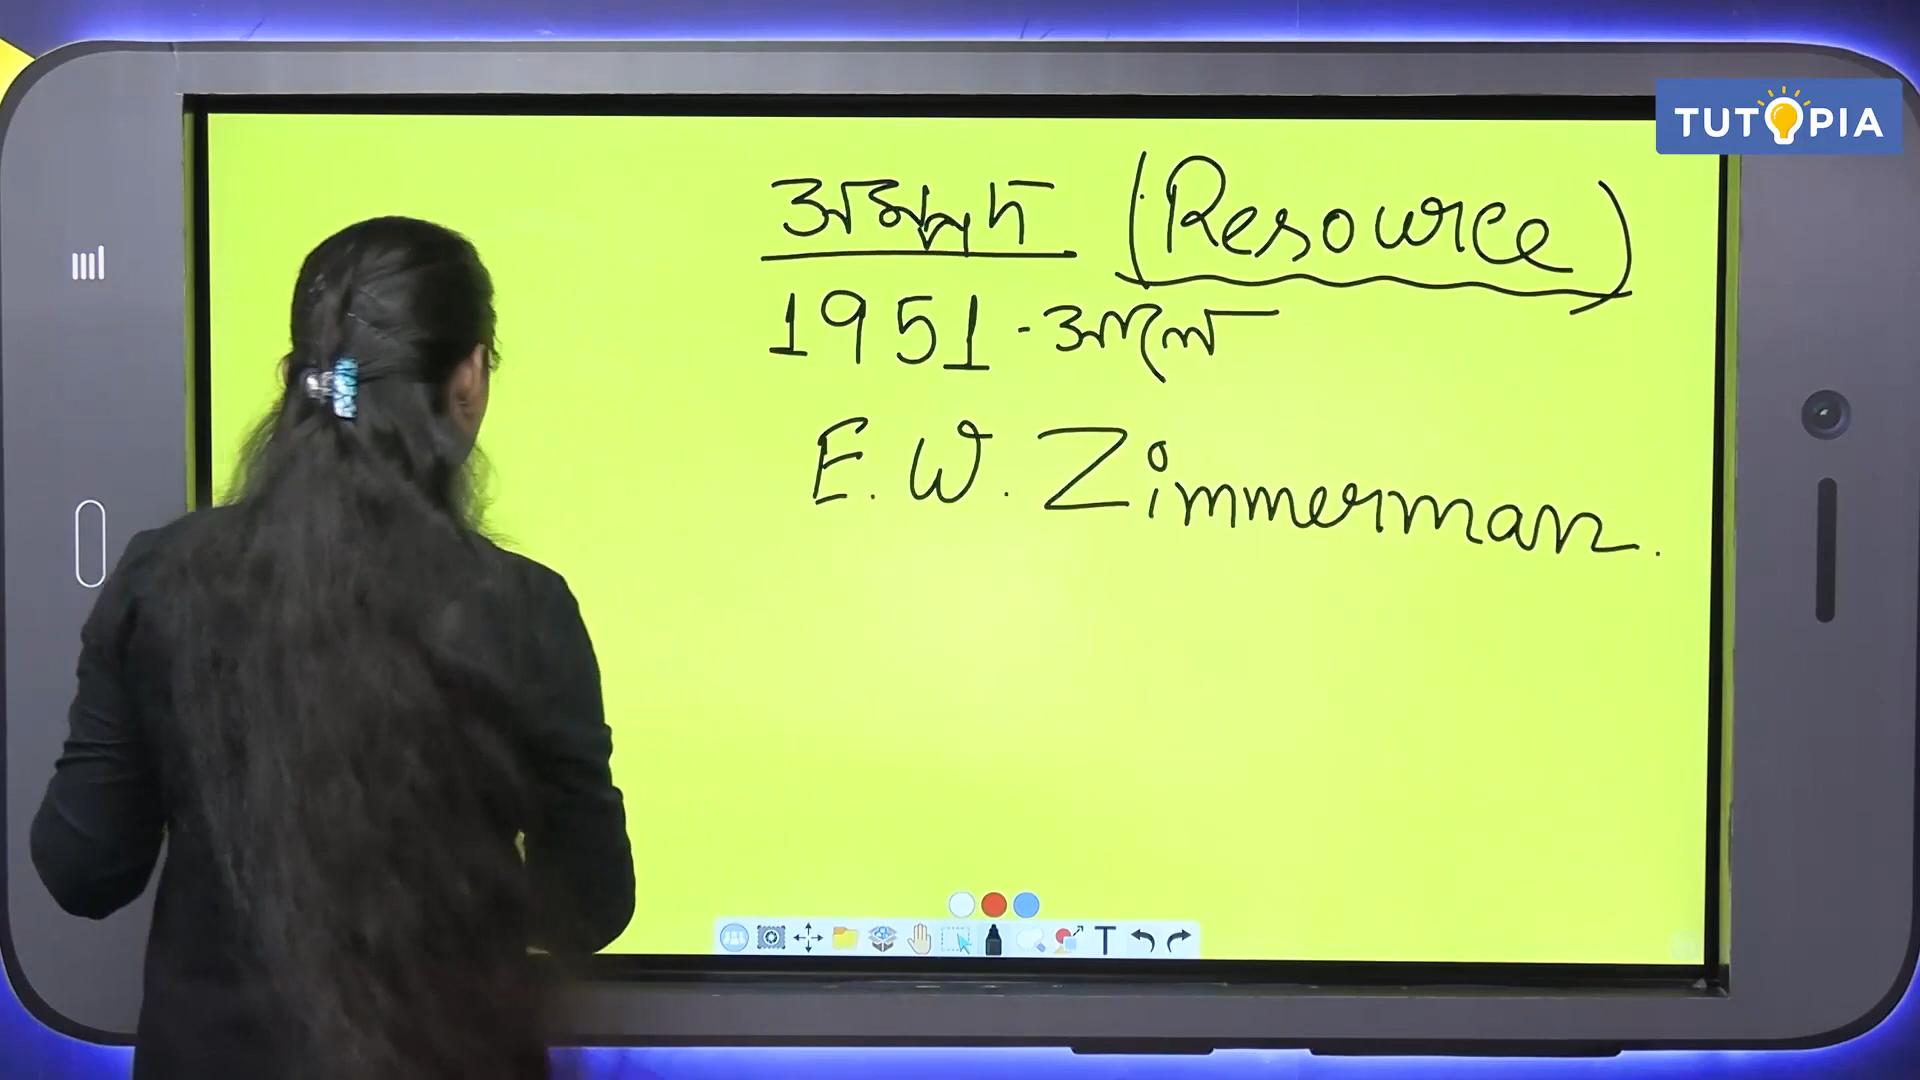 TUTOPIA
সম্পদ (Resource)
1951 - সালে
E. W. Zimmerman.
T